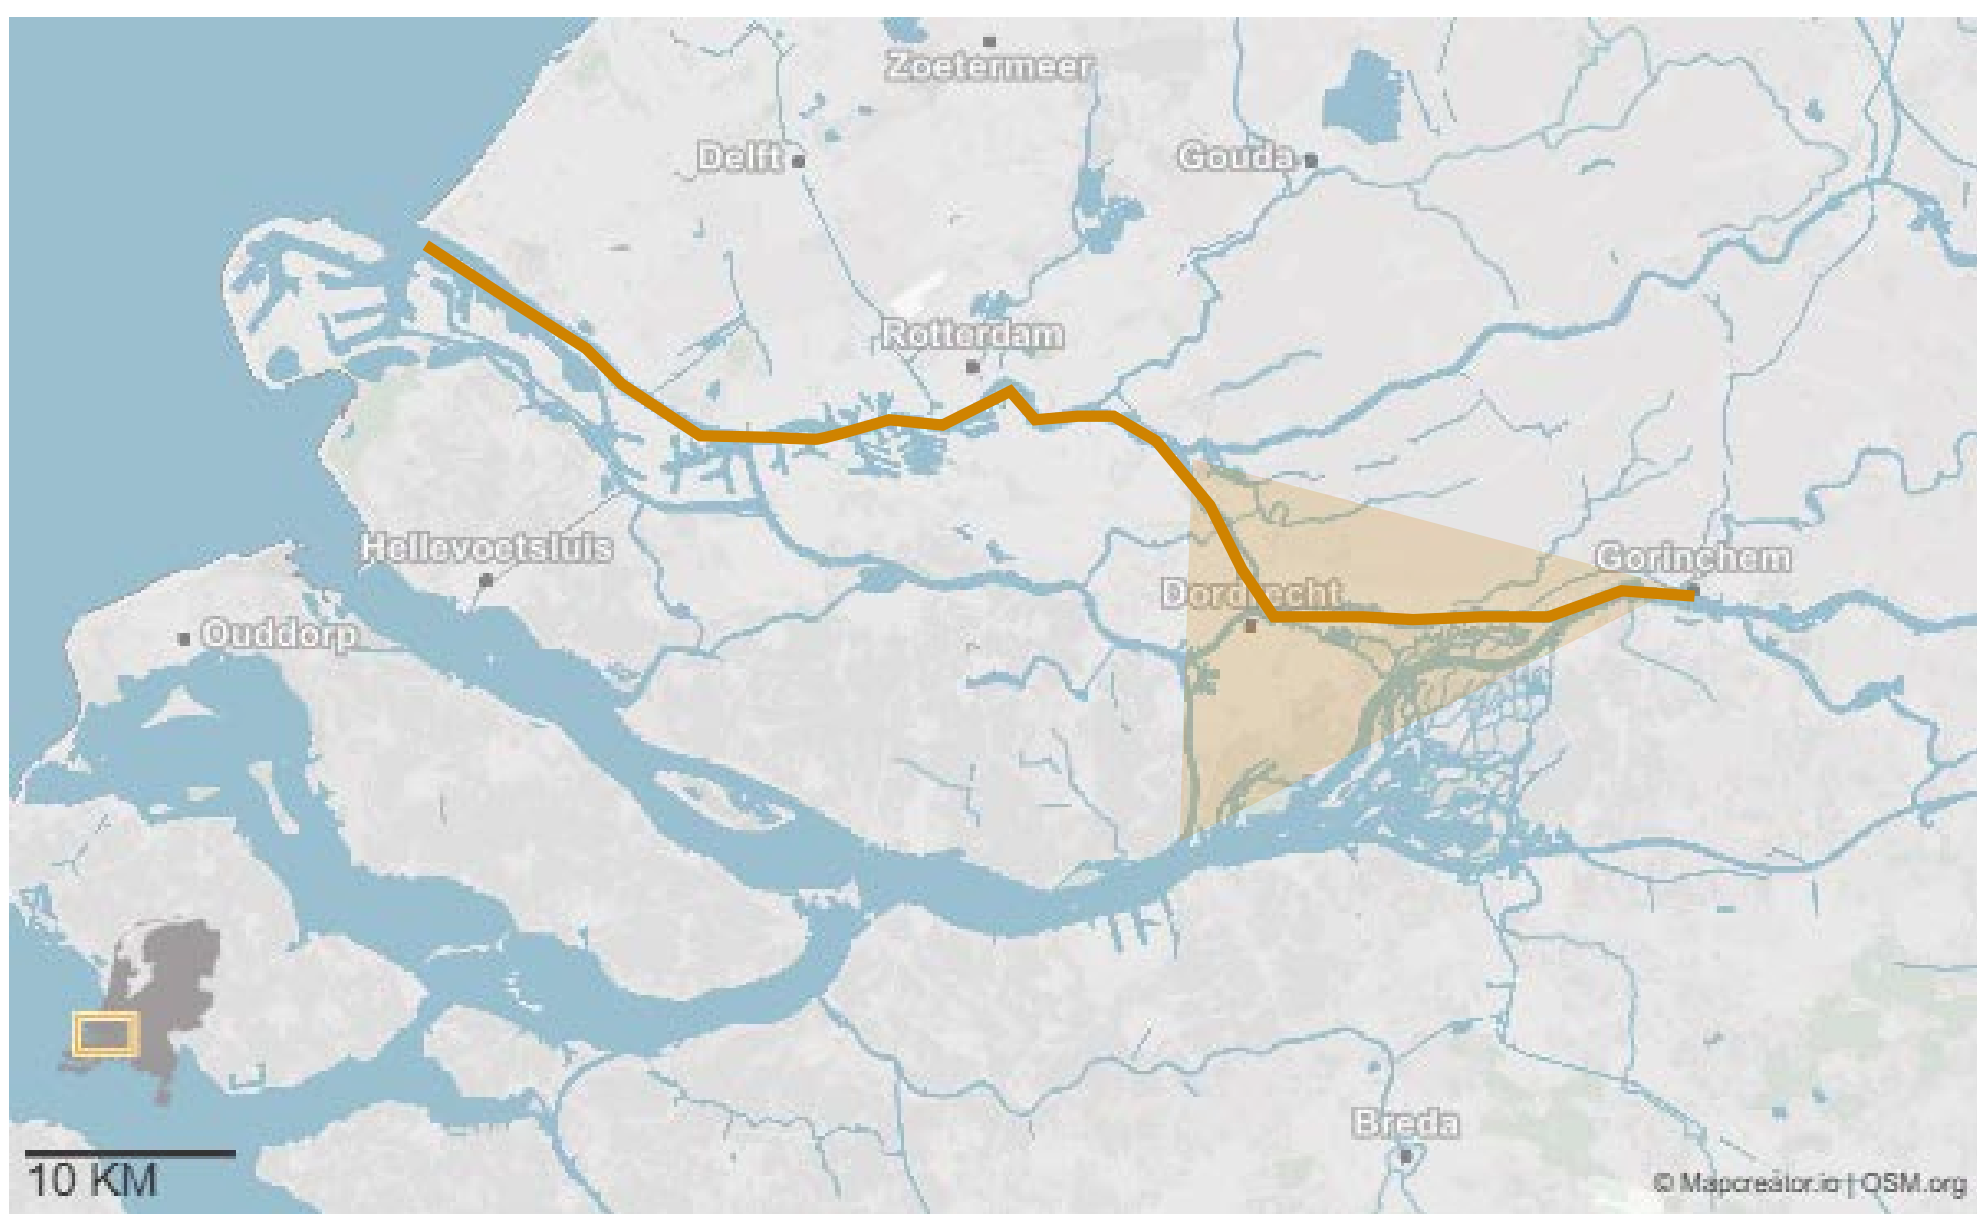 Zoetermeer
Delft
Gouda
Rotterdam
Hellevoetsluis
Gorinchem
Dordrecht
Ouddorp
Breda
10 KM
© Mapcreator.io | OSM.org